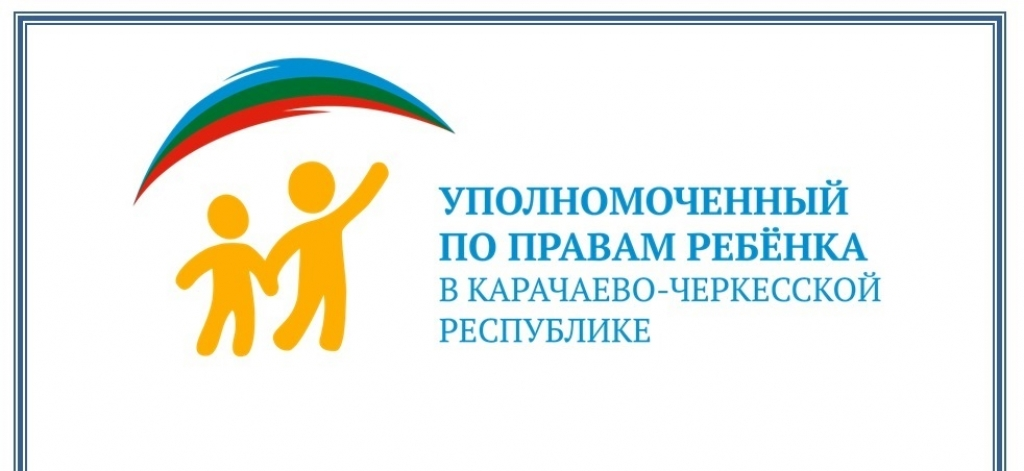 УПОЛНОМОЧЕННЫЙ
ПО ПРАВАМ РЕБЁНКА
В КАРАЧАЕВО-ЧЕРКЕССКОЙ
РЕСПУБЛИКЕ